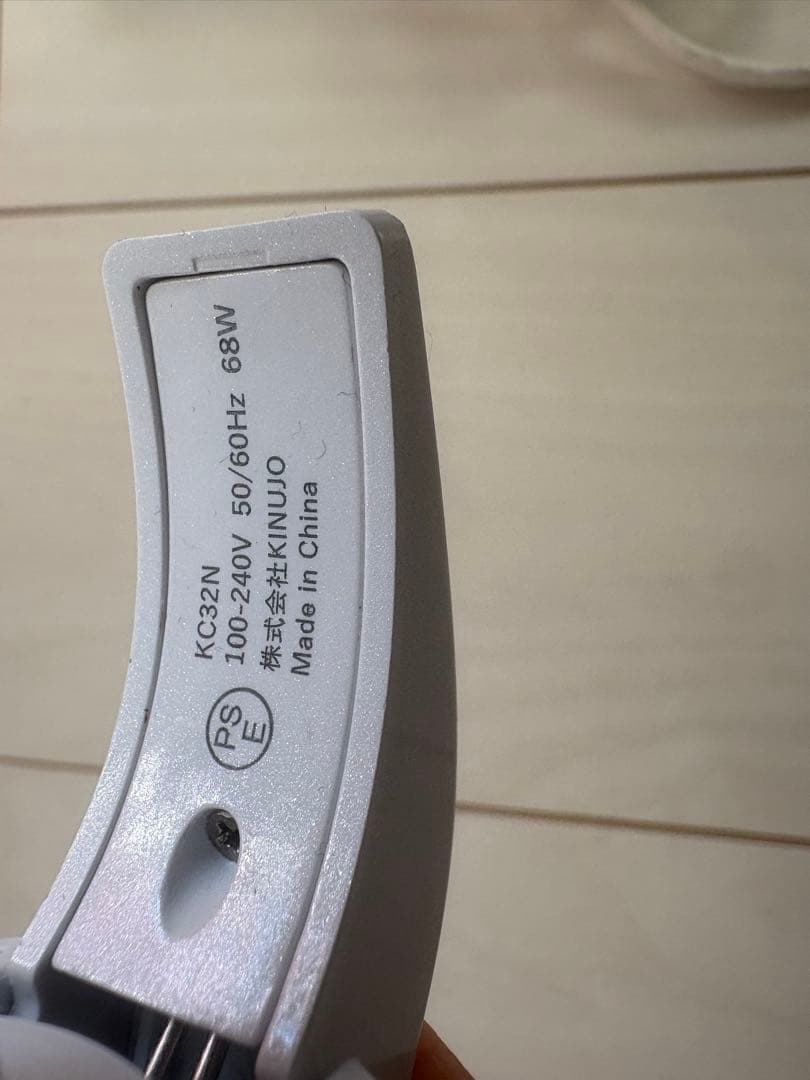 KC32N
100-240V 50/60Hz 68W
株式会社KINUJO
Made in China
PS
E